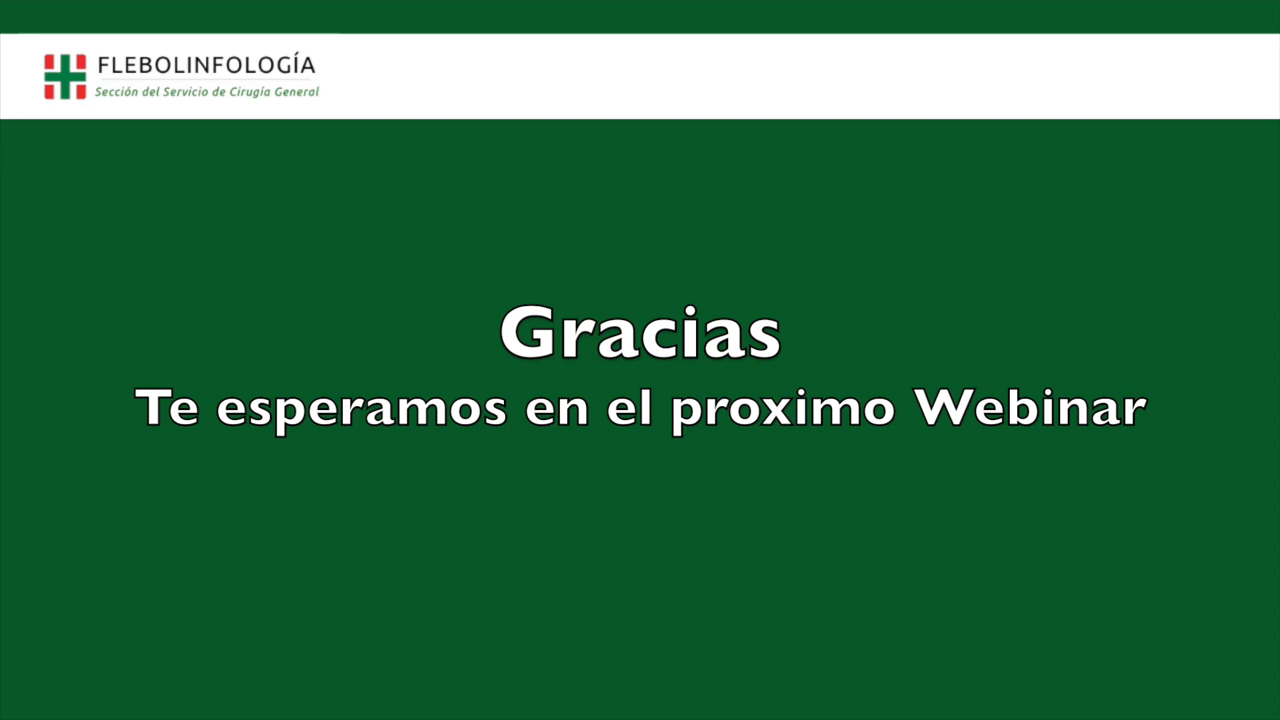 FLEBOLINFOLOGÍA
Sección del Servicio de Cirugía General
Gracias
Te esperamos en el proximo Webinar